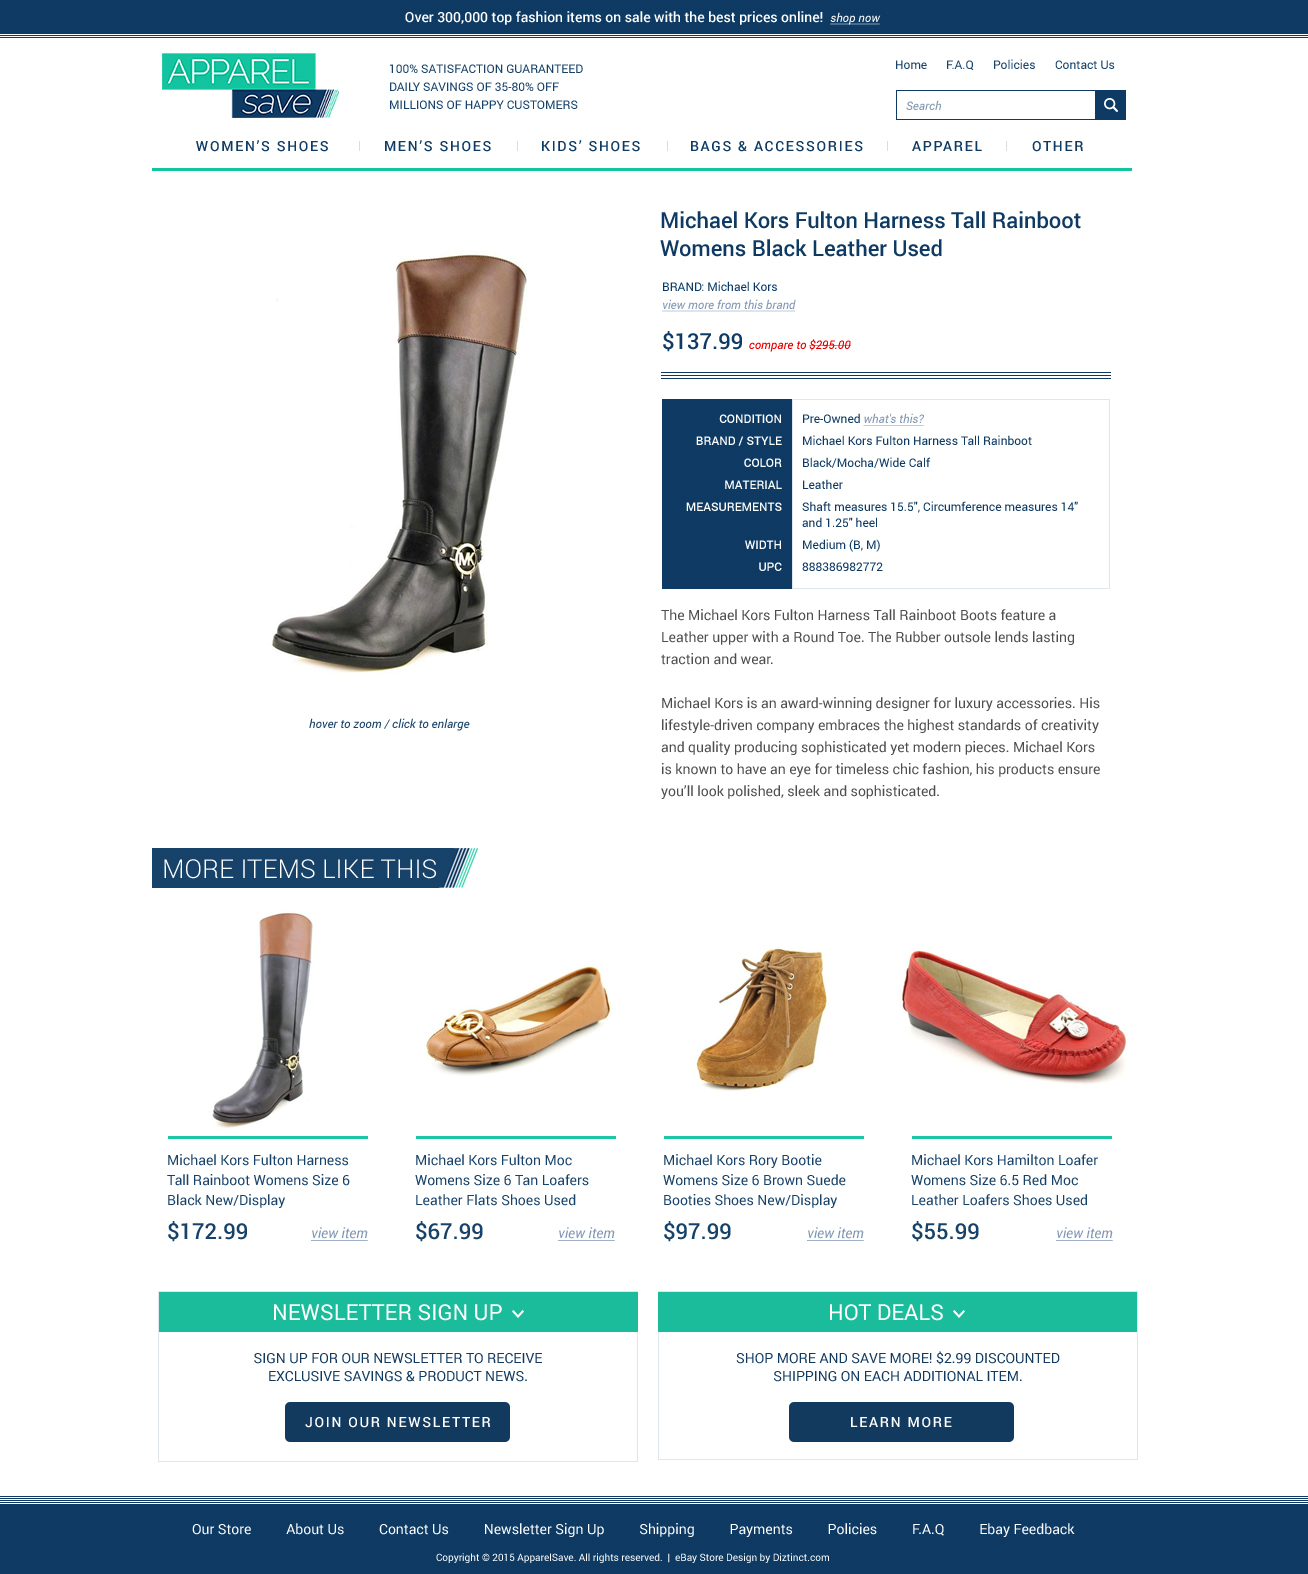 Over 300,000 top fashion items on sale with the best prices online! shop now
APPAREL
save
100% SATISFACTION GUARANTEED
DAILY SAVINGS OF 35-80% OFF
MILLIONS OF HAPPY CUSTOMERS
Home F.A.Q Policies Contact Us
Search
WOMEN'S SHOES MEN'S SHOES KIDS' SHOES BAGS & ACCESSORIES APPAREL OTHER
Michael Kors Fulton Harness Tall Rainboot
Womens Black Leather Used
BRAND: Michael Kors
view more from this brand
$137.99 compare to $295.00
CONDITION Pre-Owned what's this?
BRAND / STYLE Michael Kors Fulton Harness Tall Rainboot
COLOR Black/Mocha/Wide Calf
MATERIAL Leather
MEASUREMENTS Shaft measures 15.5", Circumference measures 14"
and 1.25" heel
WIDTH Medium (B, M)
UPC 888386982772
MK
hover to zoom / click to enlarge
The Michael Kors Fulton Harness Tall Rainboot Boots feature a
Leather upper with a Round Toe. The Rubber outsole lends lasting
traction and wear.
Michael Kors is an award-winning designer for luxury accessories. His
lifestyle-driven company embraces the highest standards of creativity
and quality producing sophisticated yet modern pieces. Michael Kors
is known to have an eye for timeless chic fashion, his products ensure
you'll look polished, sleek and sophisticated.
MORE ITEMS LIKE THIS
Michael Kors Fulton Harness
Tall Rainboot Womens Size 6
Black New/Display
$172.99 view item
Michael Kors Fulton Moc
Womens Size 6 Tan Loafers
Leather Flats Shoes Used
$67.99 view item
Michael Kors Rory Bootie
Womens Size 6 Brown Suede
Booties Shoes New/Display
$97.99 view item
Michael Kors Hamilton Loafer
Womens Size 6.5 Red Moc
Leather Loafers Shoes Used
$55.99 view item
NEWSLETTER SIGN UP
SIGN UP FOR OUR NEWSLETTER TO RECEIVE
EXCLUSIVE SAVINGS & PRODUCT NEWS.
JOIN OUR NEWSLETTER
HOT DEALS
SHOP MORE AND SAVE MORE! $2.99 DISCOUNTED
SHIPPING ON EACH ADDITIONAL ITEM.
LEARN MORE
Our Store About Us Contact Us Newsletter Sign Up Shipping Payments Policies F.A.Q Ebay Feedback
Copyright © 2015 ApparelSave. All rights reserved. | eBay Store Design by Diztinct.com